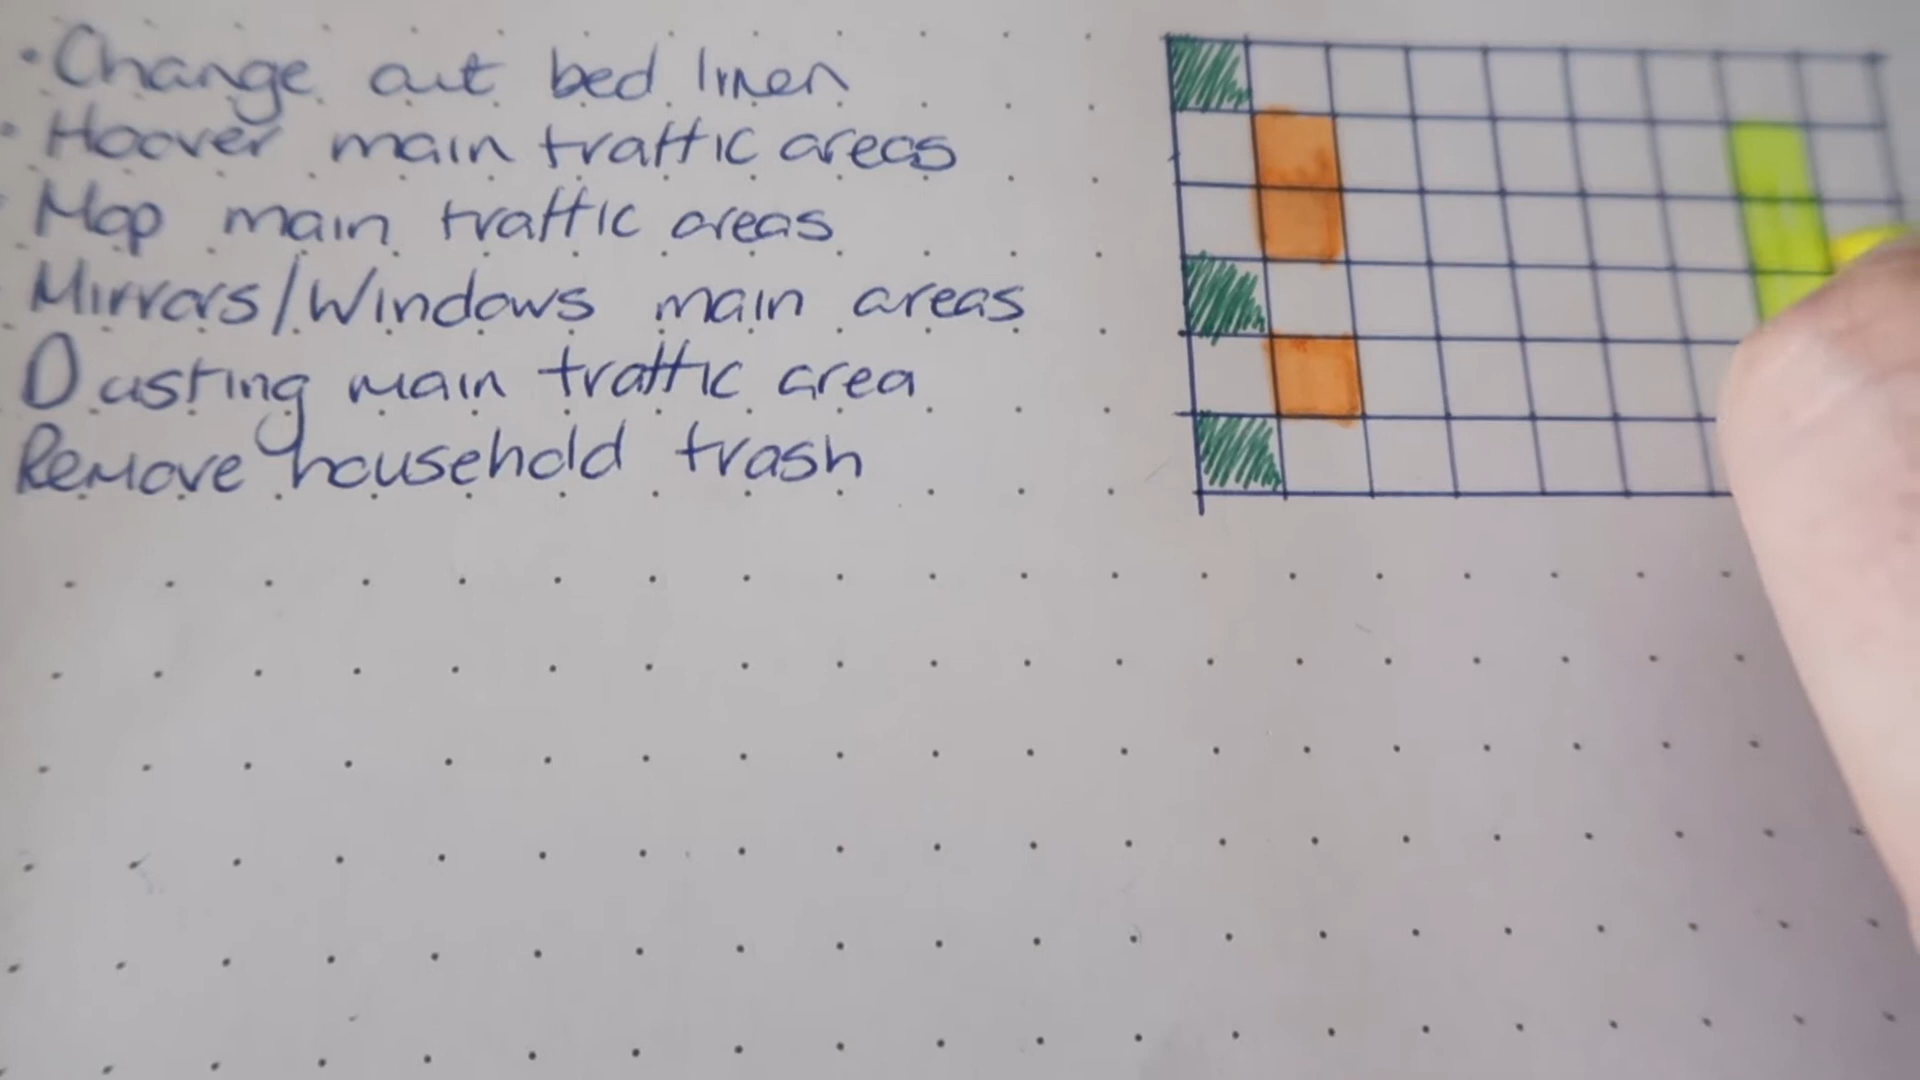 • Change out bed linen
• Hoover main traffic areas
Mop main traffic areas
Mirrors/Windows main areas
Dusting main traffic area
Remove household trash